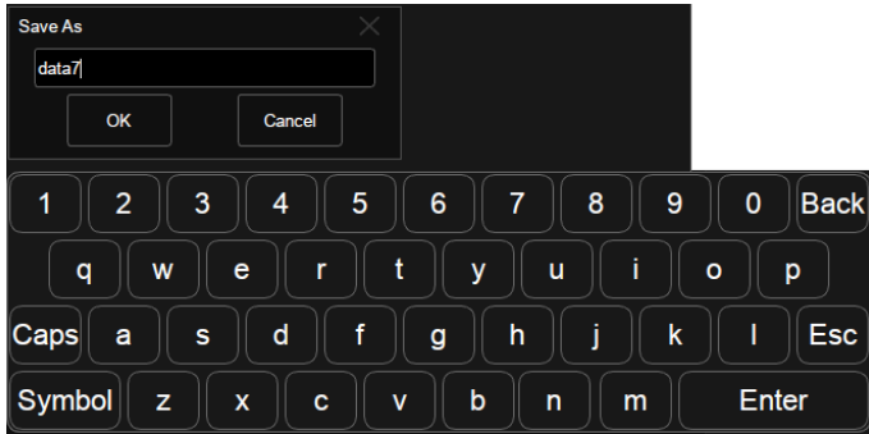 Save As
data7
OK Cancel
1 2 3 4 5 6 7 8 9 0 Back
q w e r t y u i o p
Caps a s d f g h j k l Esc
Symbol z x c v b n m Enter